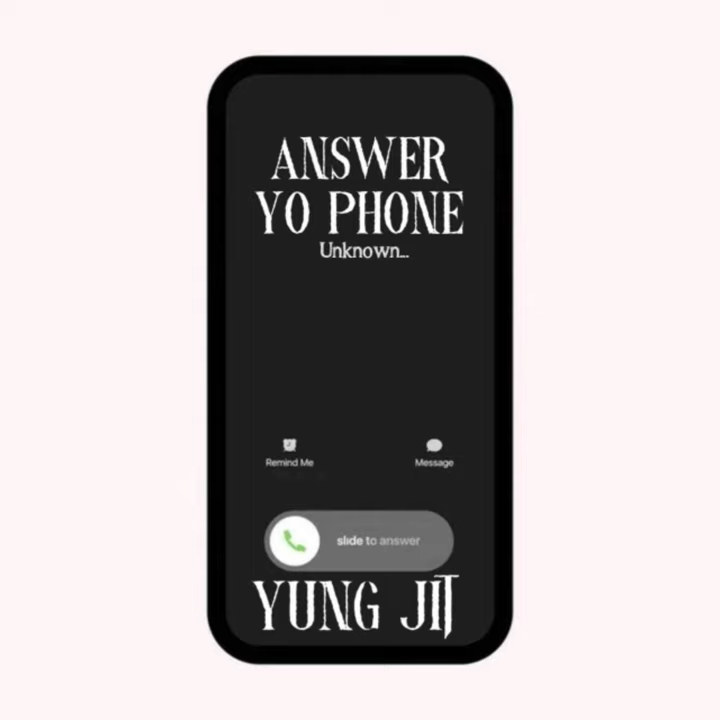 ANSWER
YO PHONE
Unknown...
Remind Me
Message
slide to answer
YUNG JIT